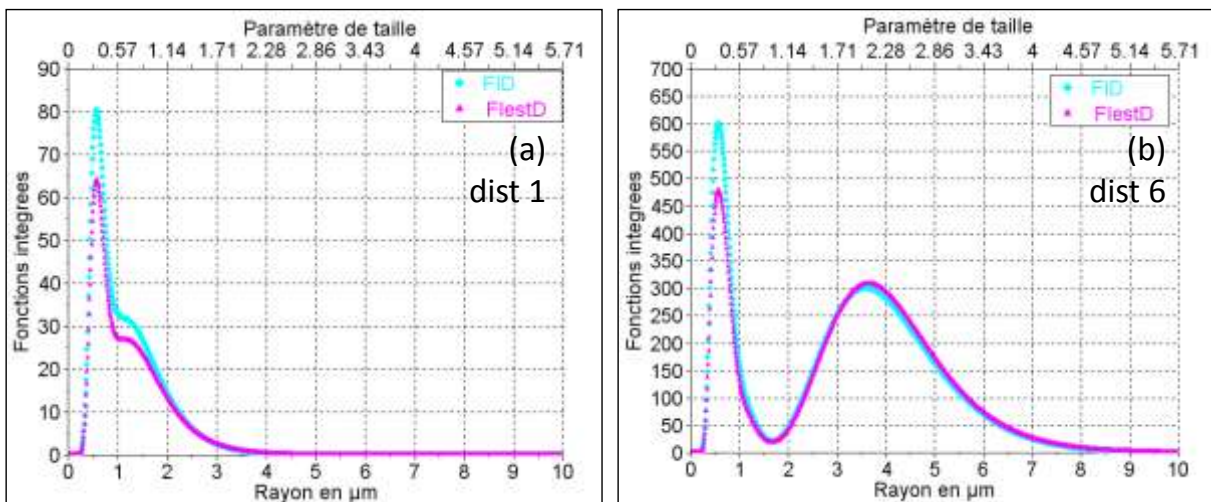 Paramètre de taille
0 0.57 1.14 1.71 2.28 2.86 3.43 4 4.57 5.14 5.71
90
80
70
60
50
40
30
20
10
0
Fonctions integrees
FID
FIestD
(a)
dist 1
0 1 2 3 4 5 6 7 8 9 10
Rayon en µm
Paramètre de taille
0 0.57 1.14 1.71 2.28 2.86 3.43 4 4.57 5.14 5.71
700
650
600
550
500
450
400
350
300
250
200
150
100
50
0
Fonctions integrees
FID
FIestD
(b)
dist 6
0 1 2 3 4 5 6 7 8 9 10
Rayon en µm